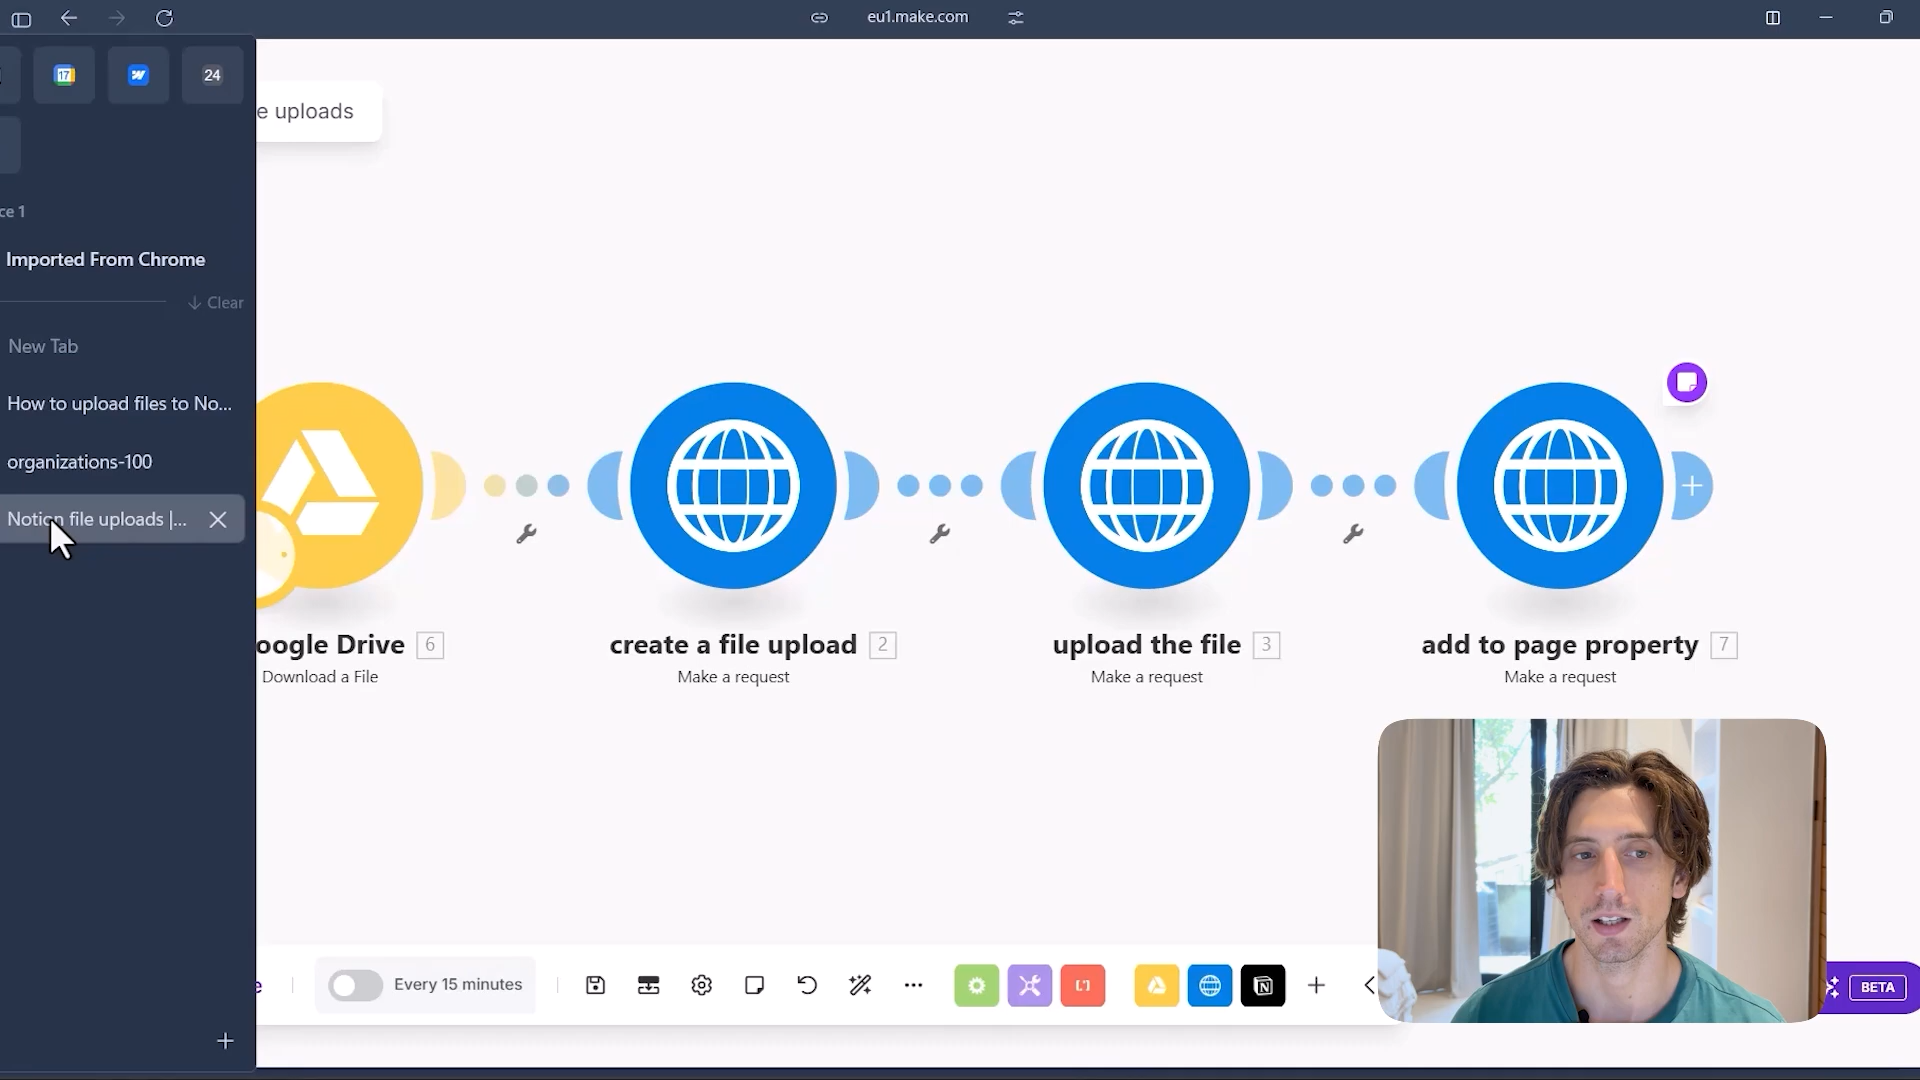 eu1.make.com
17
24
e uploads
ce 1
Imported From Chrome
Clear
New Tab
How to upload files to No...
organizations-100
Notion file uploads |...
oogle Drive 6
Download a File
create a file upload 2
Make a request
upload the file 3
Make a request
add to page property 7
Make a request
e
Every 15 minutes
BETA